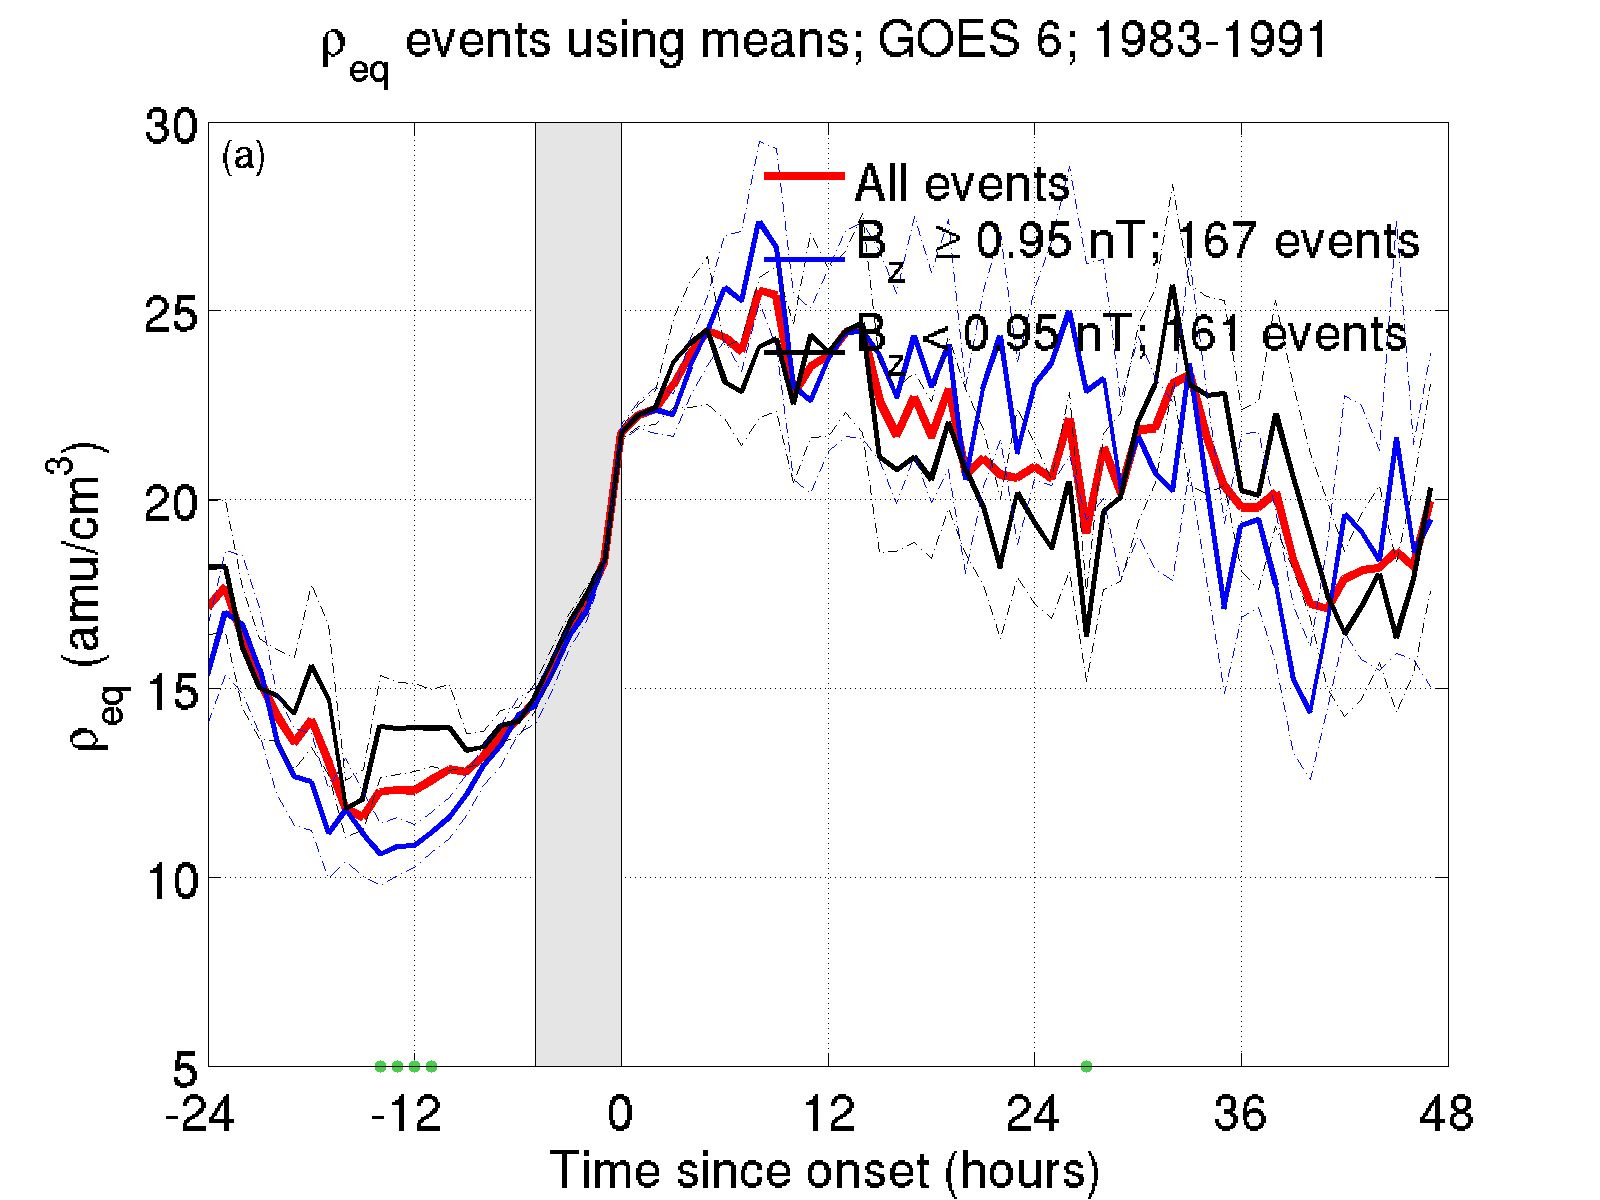 ρeq events using means; GOES 6; 1983-1991
(a)
All events
Bz ≥ 0.95 nT; 167 events
Bz < 0.95 nT; 161 events
ρeq (amu/cm3)
30
25
20
15
10
5
-24 -12 0 12 24 36 48
Time since onset (hours)